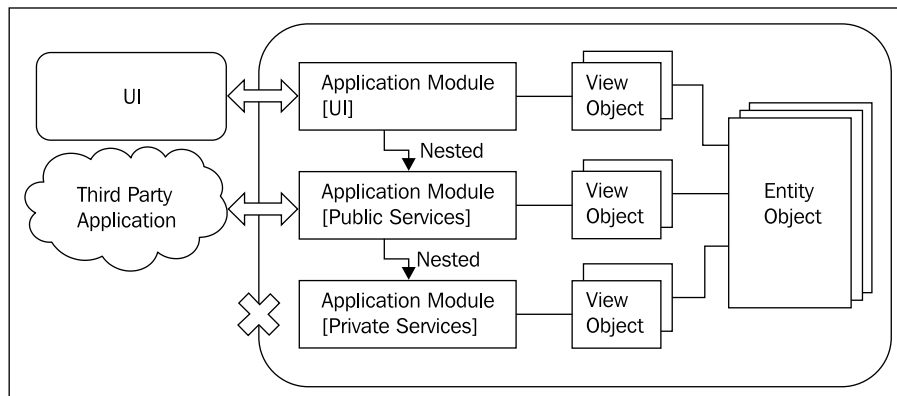 UI
Application Module
[UI]
View
Object
Nested
Third Party
Application
Application Module
[Public Services]
View
Object
Entity
Object
Nested
Application Module
[Private Services]
View
Object